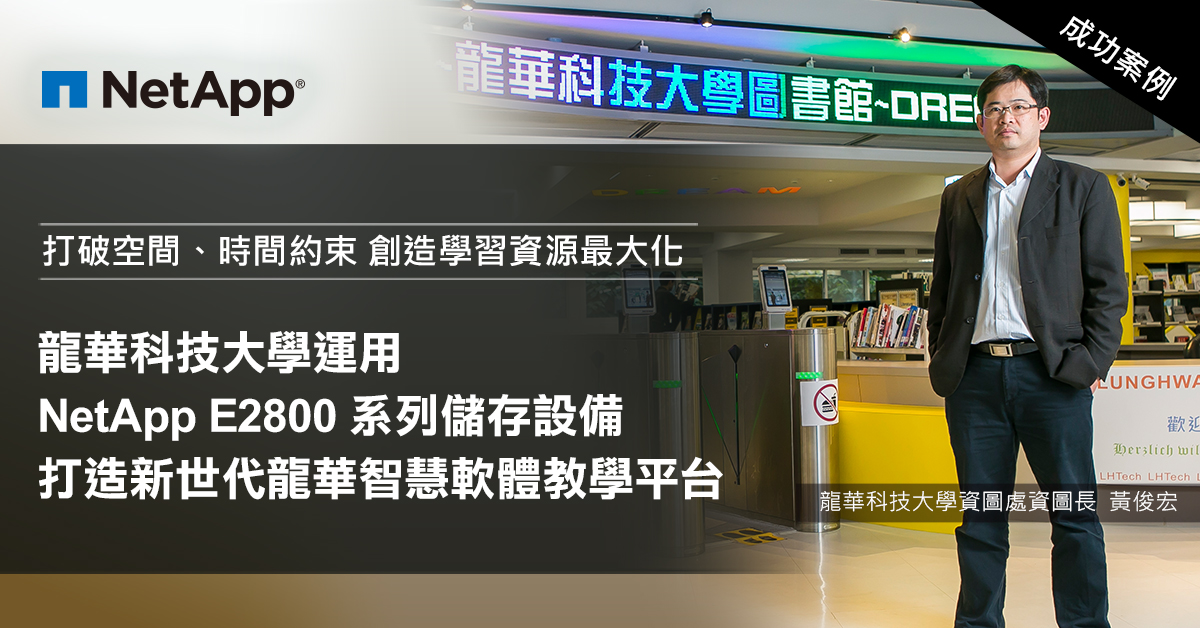 成功案例
NetApp®
~龍華科技大學圖書館~DRE
DREAM
打破空間、時間約束 創造學習資源最大化
龍華科技大學運用
NetApp E2800 系列儲存設備
打造新世代龍華智慧軟體教學平台
LUNGHWA
歡迎
Herzlich wil
LHTech LHTech L
龍華科技大學資圖處資圖長 黃俊宏